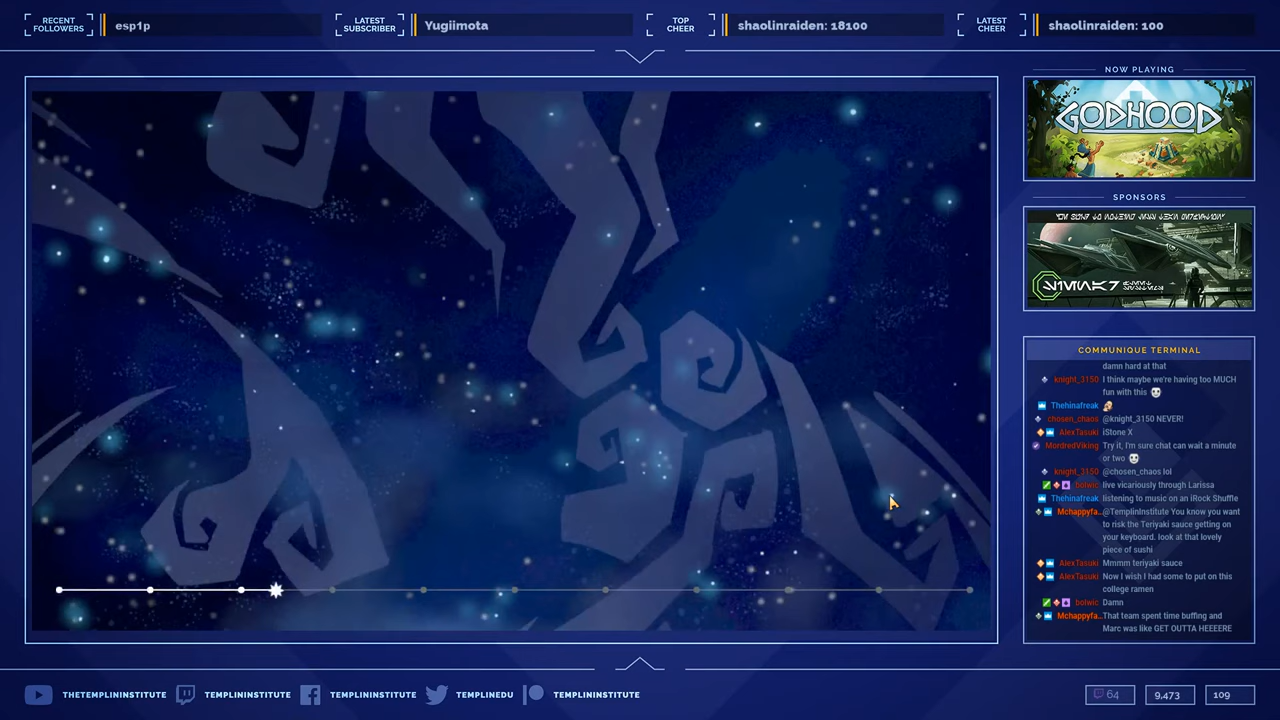 RECENT
FOLLOWERS
esp1p
LATEST
SUBSCRIBER
Yugiimota
TOP
CHEER
shaolinraiden: 18100
LATEST
CHEER
shaolinraiden: 100
NOW PLAYING
GODHOOD
SPONSORS
COMMUNIQUE TERMINAL
damn hard at that
knight_3150 I think maybe we're having too MUCH
fun with this
Thehinafreak
chosen_chaos @knight_3150 NEVER!
AlexTasuki iStone X
MordredViking Try it, I'm sure chat can wait a minute
or two
knight_3150 @chosen_chaos lol
bolwic live vicariously through Larissa
Thehinafreak listening to music on an iRock Shuffle
Mchappyfa... @TemplinInstitute You know you want
to risk the Teriyaki sauce getting on
your keyboard. look at that lovely
piece of sushi
AlexTasuki Mmmm teriyaki sauce
AlexTasuki Now I wish I had some to put on this
college ramen
bolwic Damn
Mchappyfa... That team spent time buffing and
Marc was like GET OUTTA HEEEERE
THETEMPLININSTITUTE
TEMPLININSTITUTE
TEMPLININSTITUTE
TEMPLINEDU
TEMPLININSTITUTE
64
9,473
109